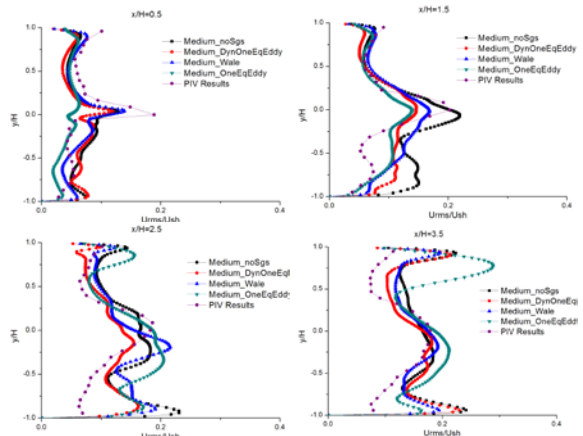 x/H=0.5
1.0
0.5
0.0
-0.5
-1.0
y/H
Medium_noSgs
Medium_DynOneEqEddy
Medium_Wale
Medium_OneEqEddy
PIV Results
0.0
0.2
0.4
Urms/Ush
x/H=1.5
1.0
0.5
0.0
-0.5
-1.0
y/H
Medium_noSgs
Medium_DynOneEqEddy
Medium_Wale
Medium_OneEqEddy
PIV Results
0.0
0.2
0.4
Urms/Ush
x/H=2.5
1.0
0.5
0.0
-0.5
-1.0
y/H
Medium_noSgs
Medium_DynOneEqE
Medium_Wale
Medium_OneEqEddy
PIV Results
0.0
0.2
0.4
Urms/Ush
x/H=3.5
1.0
0.5
0.0
-0.5
-1.0
y/H
Medium_noSgs
Medium_DynOneEqE
Medium_Wale
Medium_OneEqEddy
PIV Results
0.0
0.2
0.4
Urms/Ush